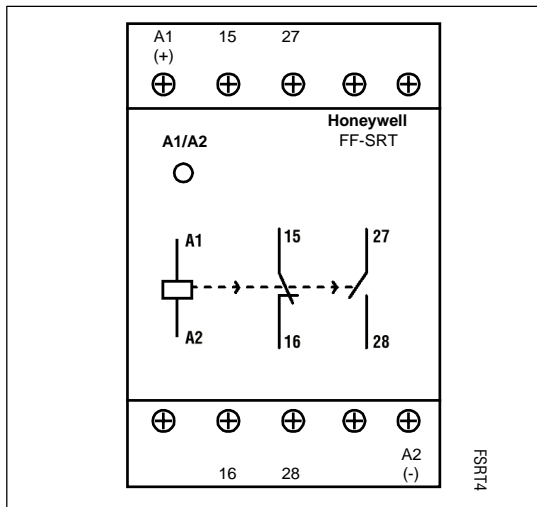 A1 15 27
(+)
Honeywell
A1/A2 FF-SRT
A1 15 27
A2 16 28
A2
16 28 (-)
FSRT4